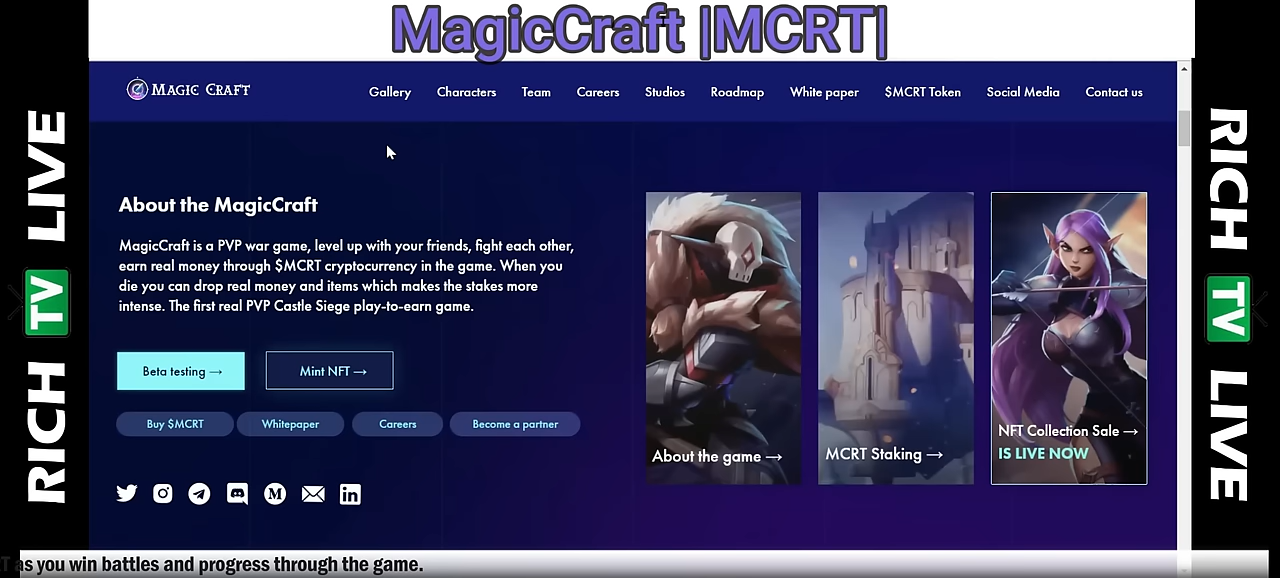 MagicCraft |MCRT|
MAGIC CRAFT
Gallery Characters Team Careers Studios Roadmap White paper $MCRT Token Social Media Contact us
About the MagicCraft
MagicCraft is a PVP war game, level up with your friends, fight each other,
earn real money through $MCRT cryptocurrency in the game. When you
die you can drop real money and items which makes the stakes more
intense. The first real PVP Castle Siege play-to-earn game.
Beta testing →
Mint NFT →
Buy $MCRT
Whitepaper
Careers
Become a partner
About the game →
MCRT Staking →
NFT Collection Sale →
IS LIVE NOW
RICH TV LIVE
RICH TV LIVE
T as you win battles and progress through the game.